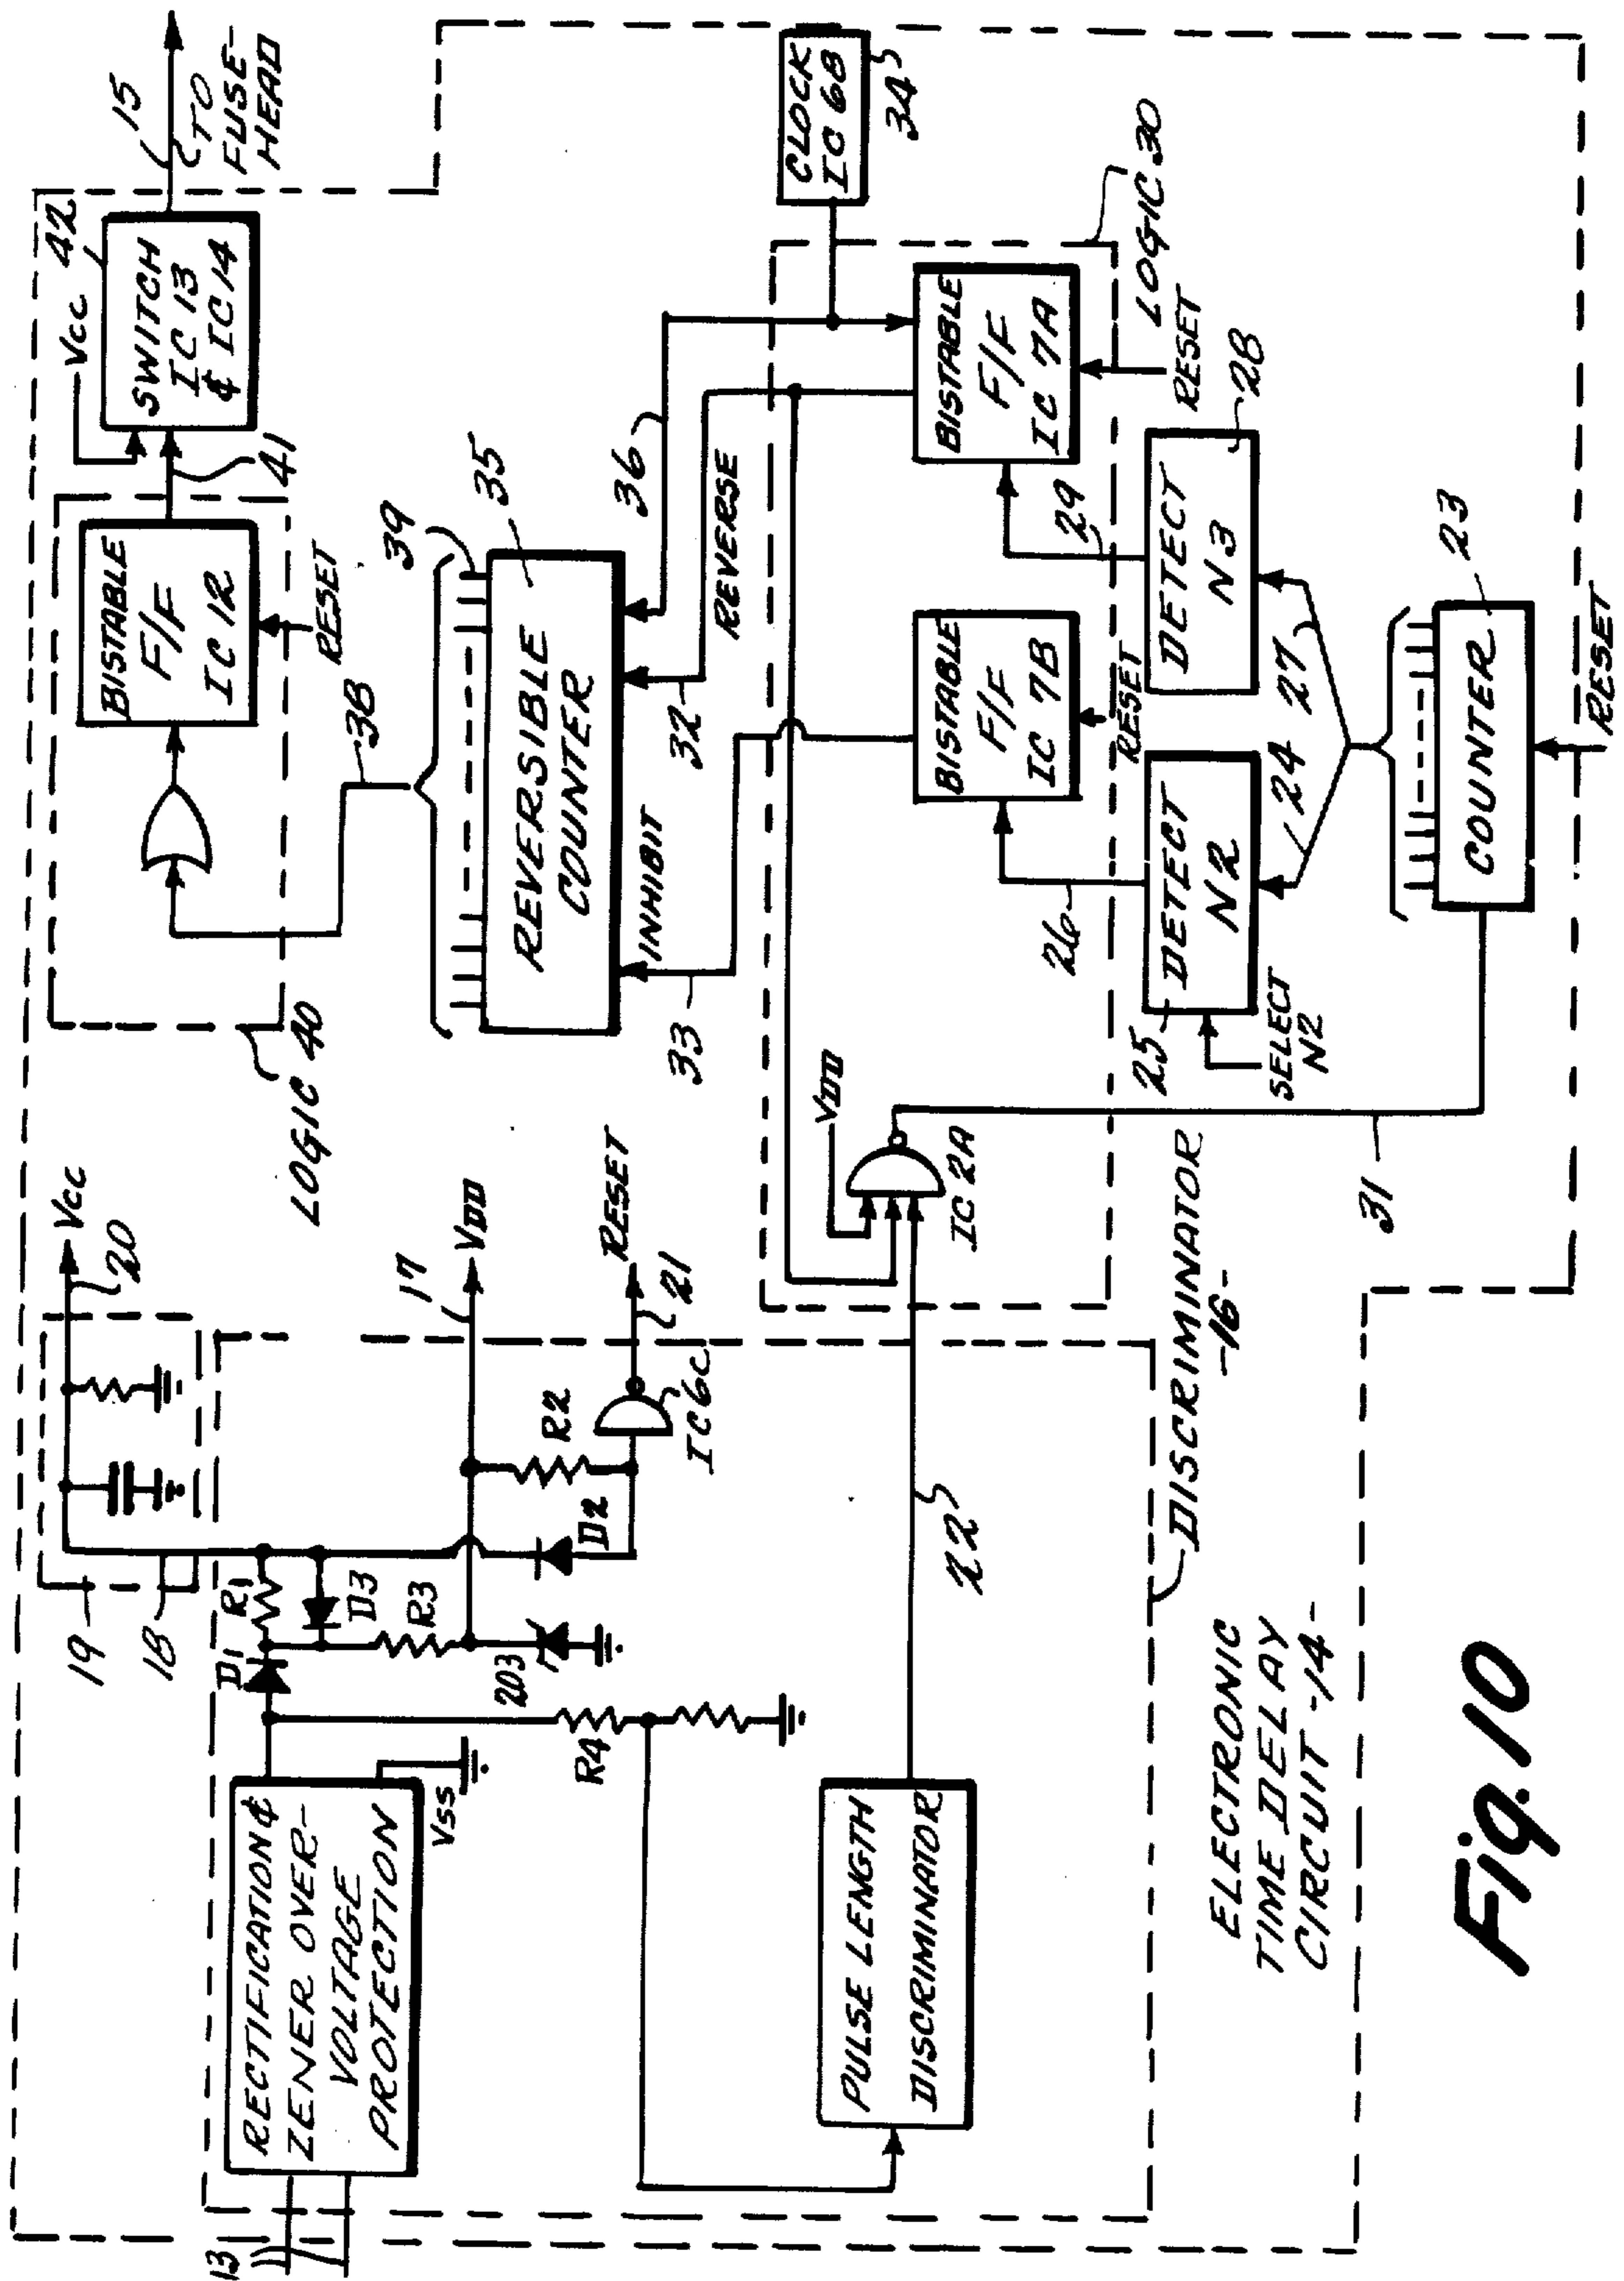 13
RECTIFICATION &
ZENER OVER-
VOLTAGE
PROTECTION
VSS
D1
R1
D3
R3
203
R4
18
19
20
Vcc
17
VDD
R2
D2
IC6C
21
RESET
PULSE LENGTH
DISCRIMINATOR
22
DISCRIMINATOR
-16-
ELECTRONIC
TIME DELAY
CIRCUIT -14-
LOGIC 40
BISTABLE
F/F
IC 12
RESET
41
Vcc
42
SWITCH
IC 13
& IC 14
15
TO
FUSE-
HEAD
38
39
35
REVERSIBLE
COUNTER
INHIBIT
33
32
REVERSE
36
CLOCK
IC 6B
34
LOGIC 30
VDD
IC 2A
BISTABLE
F/F
IC 7B
RESET
BISTABLE
F/F
IC 7A
RESET
26
29
25
SELECT
N2
DETECT
N2
DETECT
N3
28
24
27
31
COUNTER
23
RESET
Fig. 10